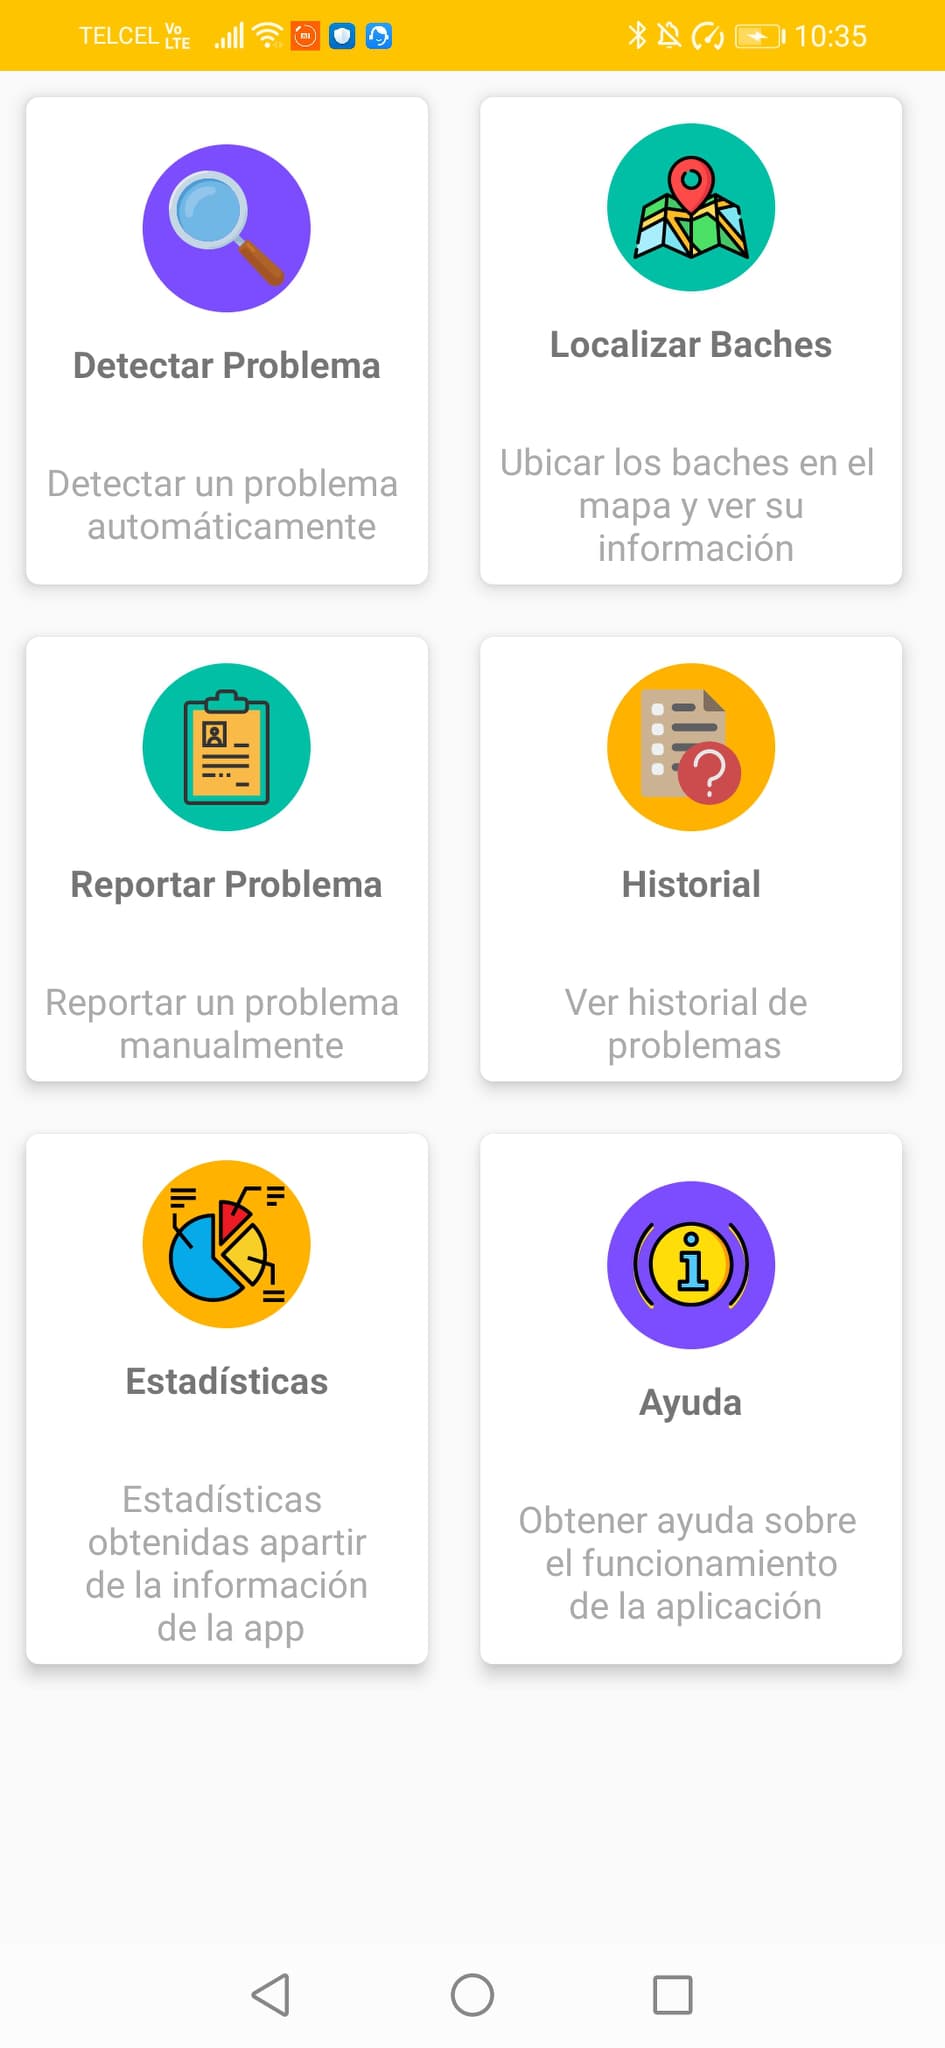 TELCEL Vo LTE 10:35
Detectar Problema
Detectar un problema
automáticamente
Localizar Baches
Ubicar los baches en el
mapa y ver su
información
Reportar Problema
Reportar un problema
manualmente
Historial
Ver historial de
problemas
Estadísticas
Estadísticas
obtenidas apartir
de la información
de la app
Ayuda
Obtener ayuda sobre
el funcionamiento
de la aplicación